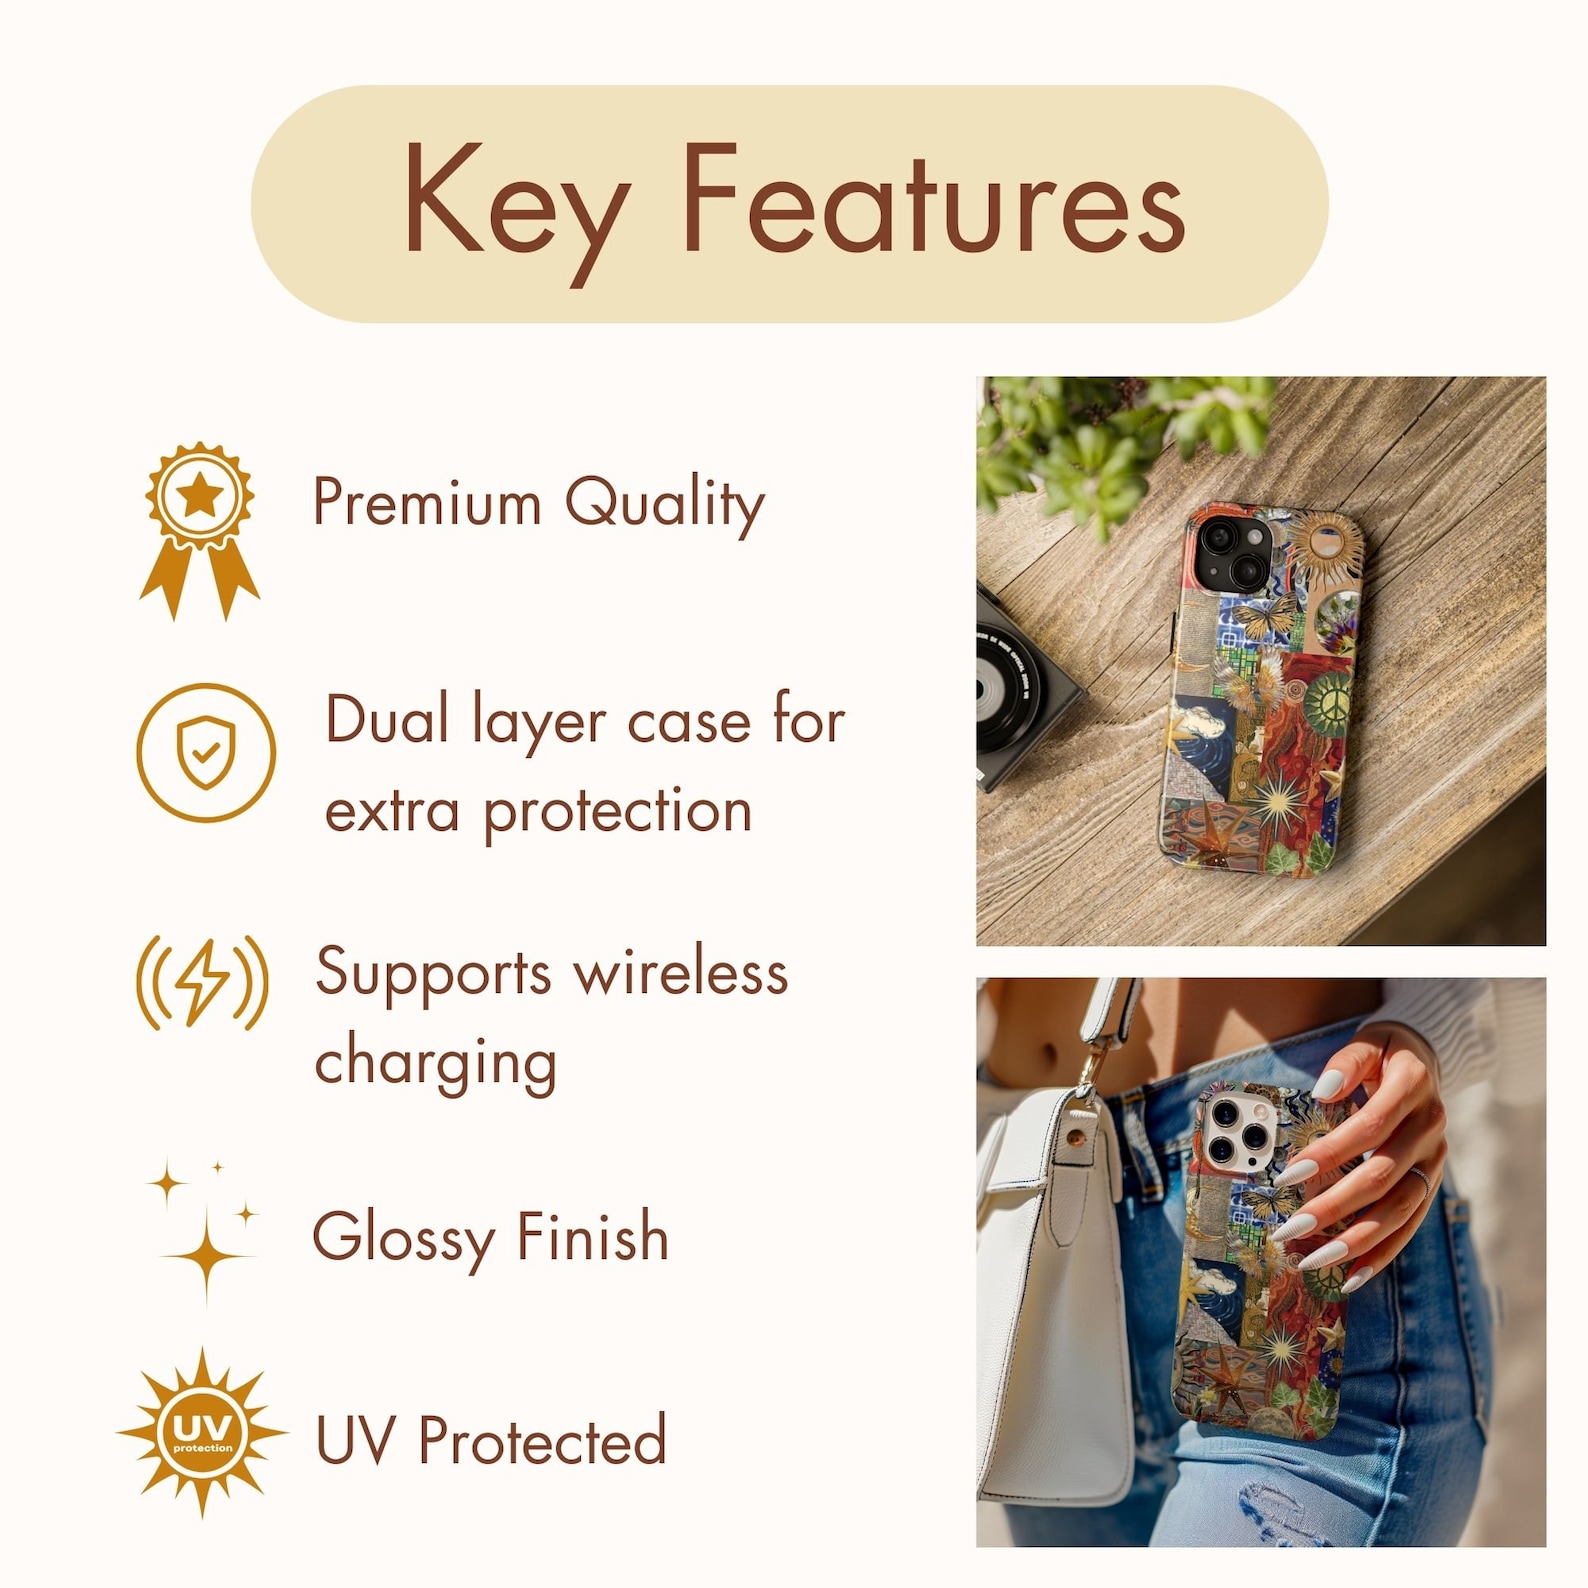 Key Features
Premium Quality
Dual layer case for
extra protection
Supports wireless
charging
Glossy Finish
UV
protection
UV Protected